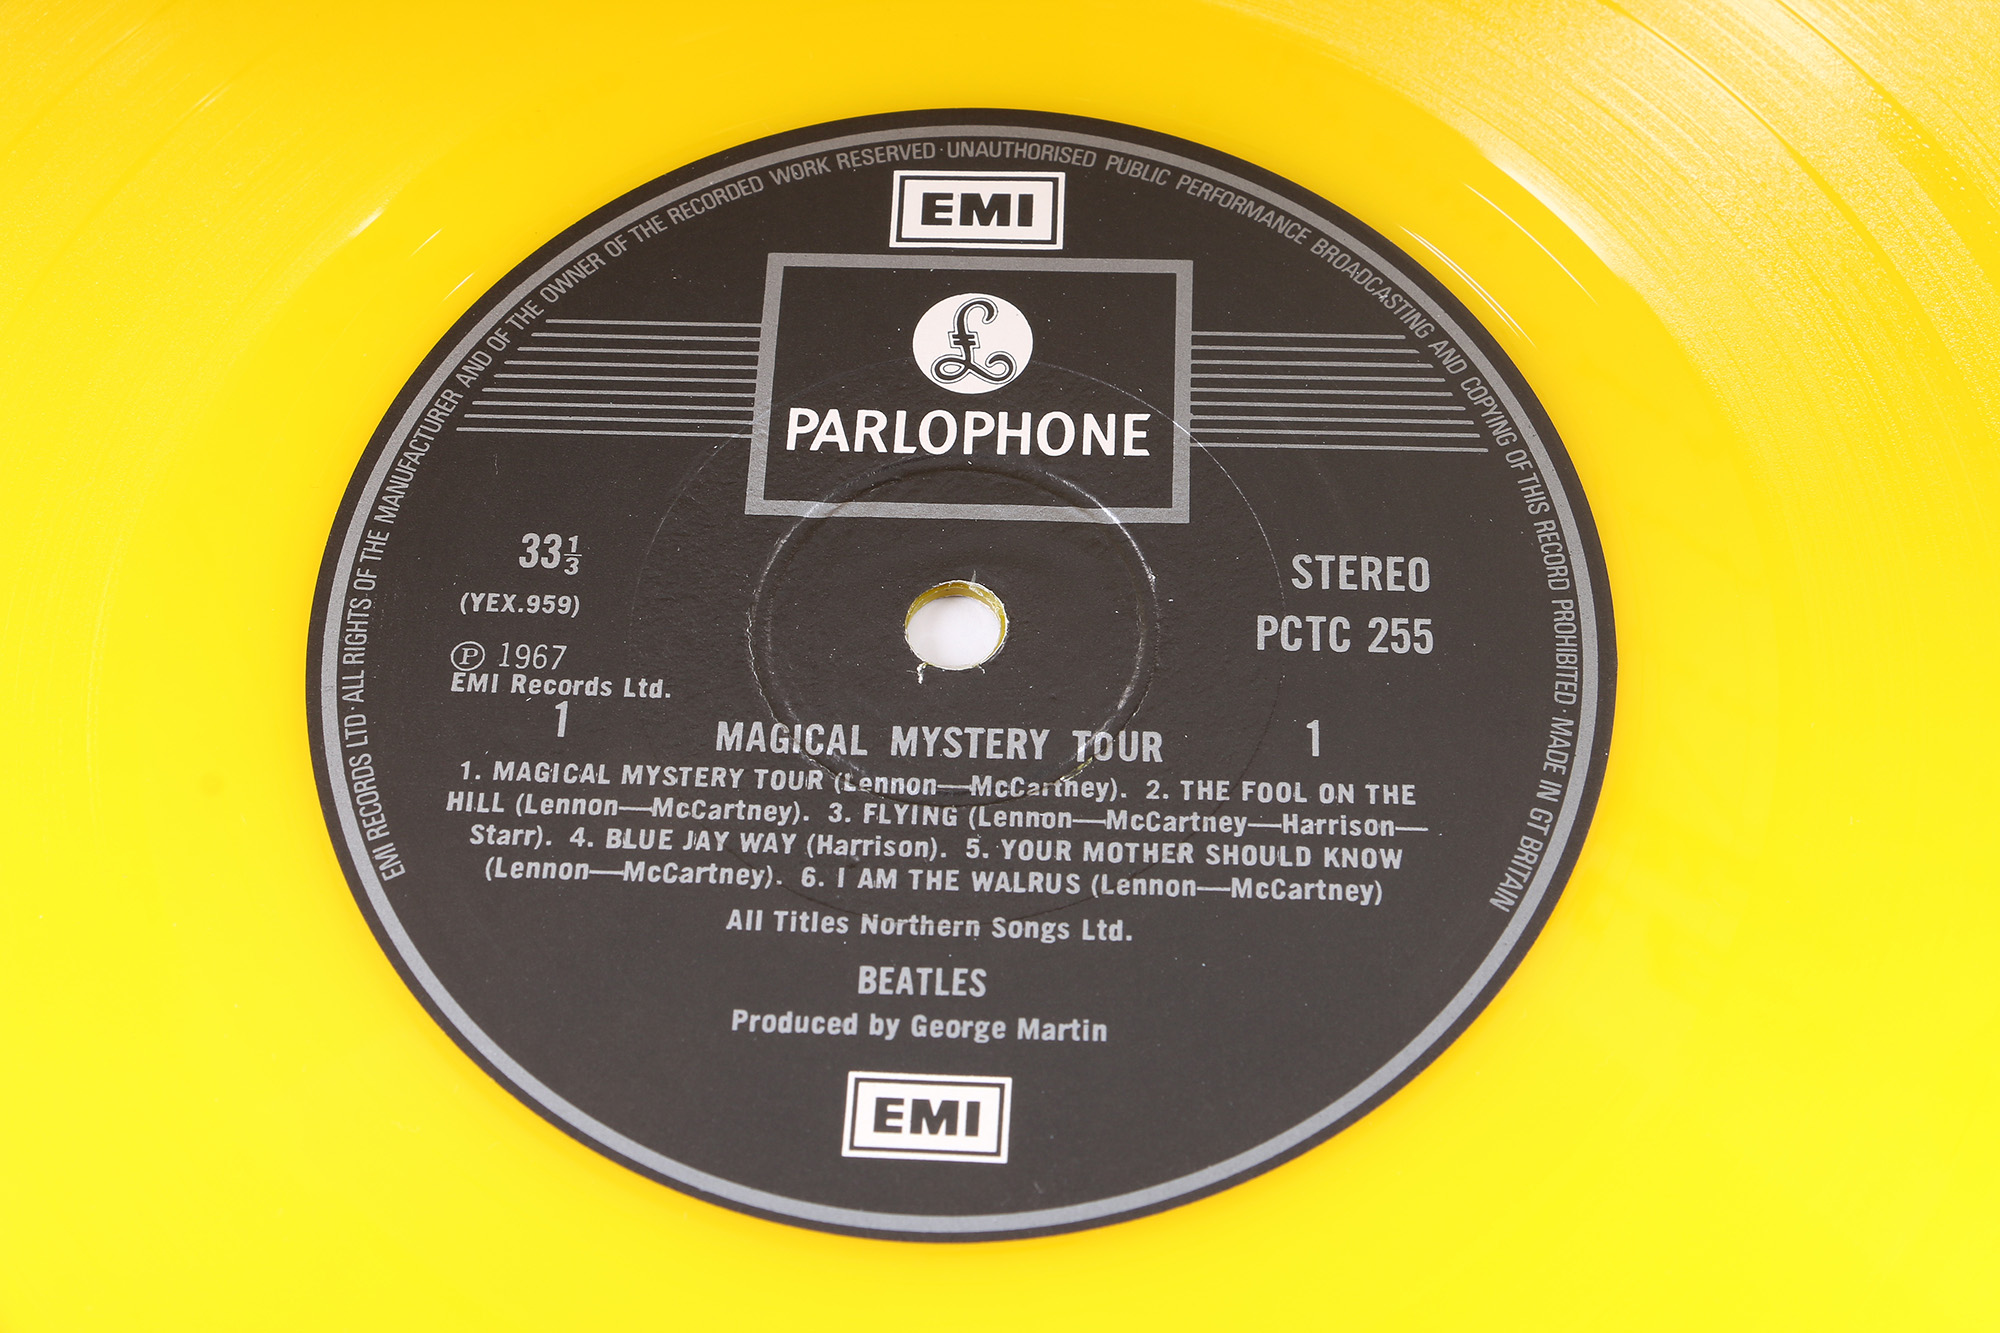 EMI RECORDS LTD · ALL RIGHTS OF THE MANUFACTURER AND OF THE OWNER OF THE RECORDED WORK RESERVED · UNAUTHORISED PUBLIC PERFORMANCE BROADCASTING AND COPYING OF THIS RECORD PROHIBITED · MADE IN GT BRITAIN
EMI
£
PARLOPHONE
33⅓
(YEX.959)
Ⓟ 1967
EMI Records Ltd.
1
STEREO
PCTC 255
1
MAGICAL MYSTERY TOUR
1. MAGICAL MYSTERY TOUR (Lennon—McCartney). 2. THE FOOL ON THE
HILL (Lennon—McCartney). 3. FLYING (Lennon—McCartney—Harrison—
Starr). 4. BLUE JAY WAY (Harrison). 5. YOUR MOTHER SHOULD KNOW
(Lennon—McCartney). 6. I AM THE WALRUS (Lennon—McCartney)
All Titles Northern Songs Ltd.
BEATLES
Produced by George Martin
EMI